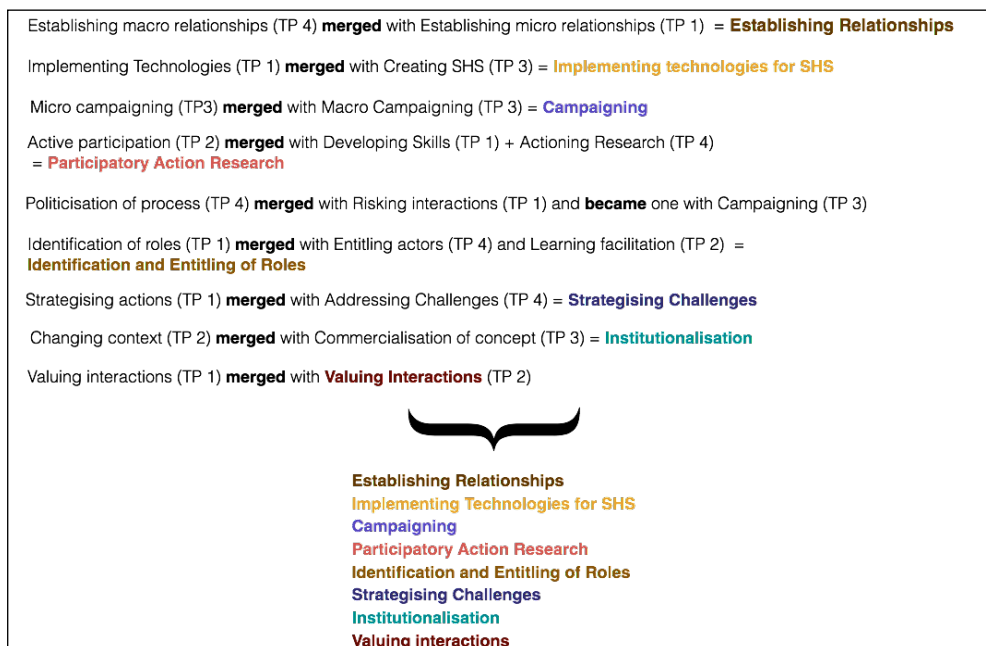 Establishing macro relationships (TP 4) merged with Establishing micro relationships (TP 1) = Establishing Relationships
Implementing Technologies (TP 1) merged with Creating SHS (TP 3) = Implementing technologies for SHS
Micro campaigning (TP3) merged with Macro Campaigning (TP 3) = Campaigning
Active participation (TP 2) merged with Developing Skills (TP 1) + Actioning Research (TP 4)
= Participatory Action Research
Politicisation of process (TP 4) merged with Risking interactions (TP 1) and became one with Campaigning (TP 3)
Identification of roles (TP 1) merged with Entitling actors (TP 4) and Learning facilitation (TP 2) =
Identification and Entitling of Roles
Strategising actions (TP 1) merged with Addressing Challenges (TP 4) = Strategising Challenges
Changing context (TP 2) merged with Commercialisation of concept (TP 3) = Institutionalisation
Valuing interactions (TP 1) merged with Valuing Interactions (TP 2)
Establishing Relationships
Implementing Technologies for SHS
Campaigning
Participatory Action Research
Identification and Entitling of Roles
Strategising Challenges
Institutionalisation
Valuing interactions